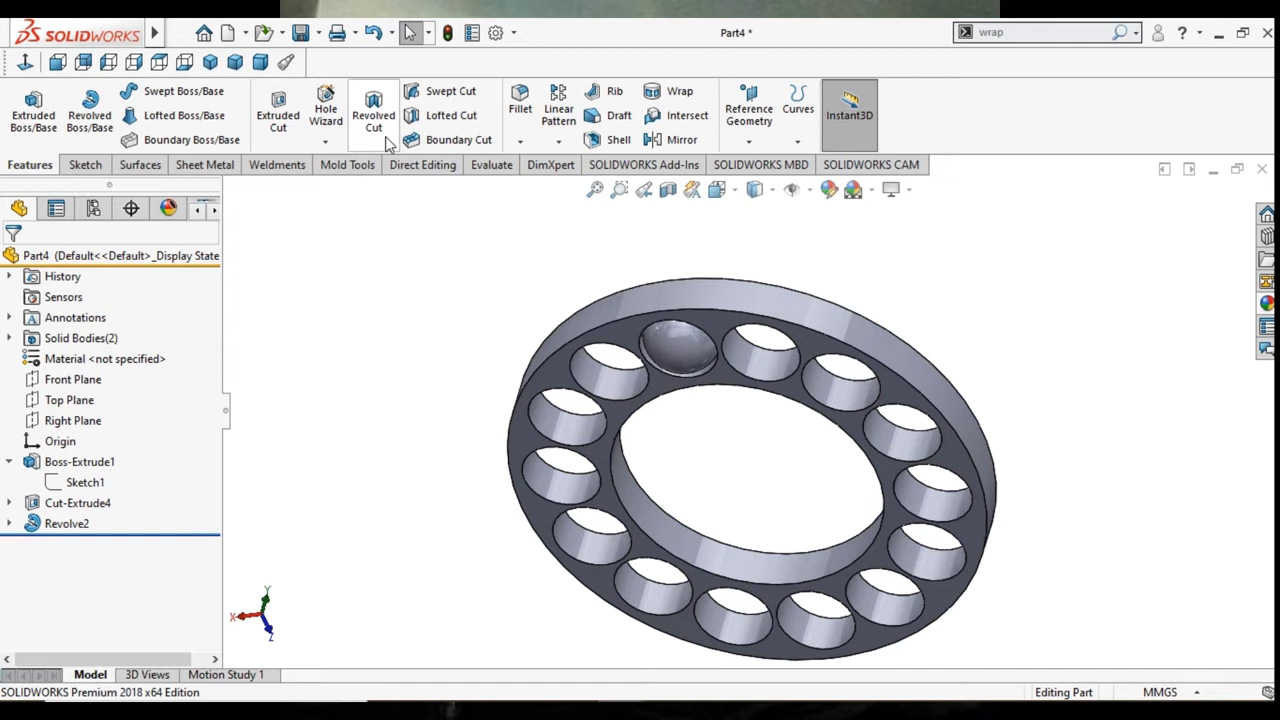 SOLIDWORKS
Part4 *
wrap
Extruded Boss/Base
Revolved Boss/Base
Swept Boss/Base
Lofted Boss/Base
Boundary Boss/Base
Extruded Cut
Hole Wizard
Revolved Cut
Swept Cut
Lofted Cut
Boundary Cut
Fillet
Linear Pattern
Rib
Draft
Shell
Wrap
Intersect
Mirror
Reference Geometry
Curves
Instant3D
Features
Sketch
Surfaces
Sheet Metal
Weldments
Mold Tools
Direct Editing
Evaluate
DimXpert
SOLIDWORKS Add-Ins
SOLIDWORKS MBD
SOLIDWORKS CAM
Part4 (Default<<Default>_Display State
History
Sensors
Annotations
Solid Bodies(2)
Material <not specified>
Front Plane
Top Plane
Right Plane
Origin
Boss-Extrude1
Sketch1
Cut-Extrude4
Revolve2
Y
X
Z
Model
3D Views
Motion Study 1
SOLIDWORKS Premium 2018 x64 Edition
Editing Part
MMGS